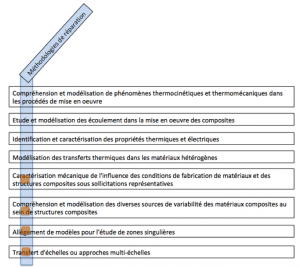 Méthodologies de réparation
Compréhension et modélisation de phénomènes thermocinétiques et thermomécaniques dans
les procédés de mise en oeuvre
Etude et modélisation des écoulement dans la mise en oeuvre des composites
Identification et caractérisation des propriétés thermiques et électriques
Modélisation des transferts thermiques dans les matériaux hétérogènes
Caractérisation mécanique de l'influence des conditions de fabrication de matériaux et des
structures composites sous sollicitations représentatives
Compréhension et modélisation des diverses sources de variabilité des matériaux composites au
sein de structures composites
Allègement de modèles pour l'étude de zones singulières
Transfert d'échelles ou approches multi-échelles